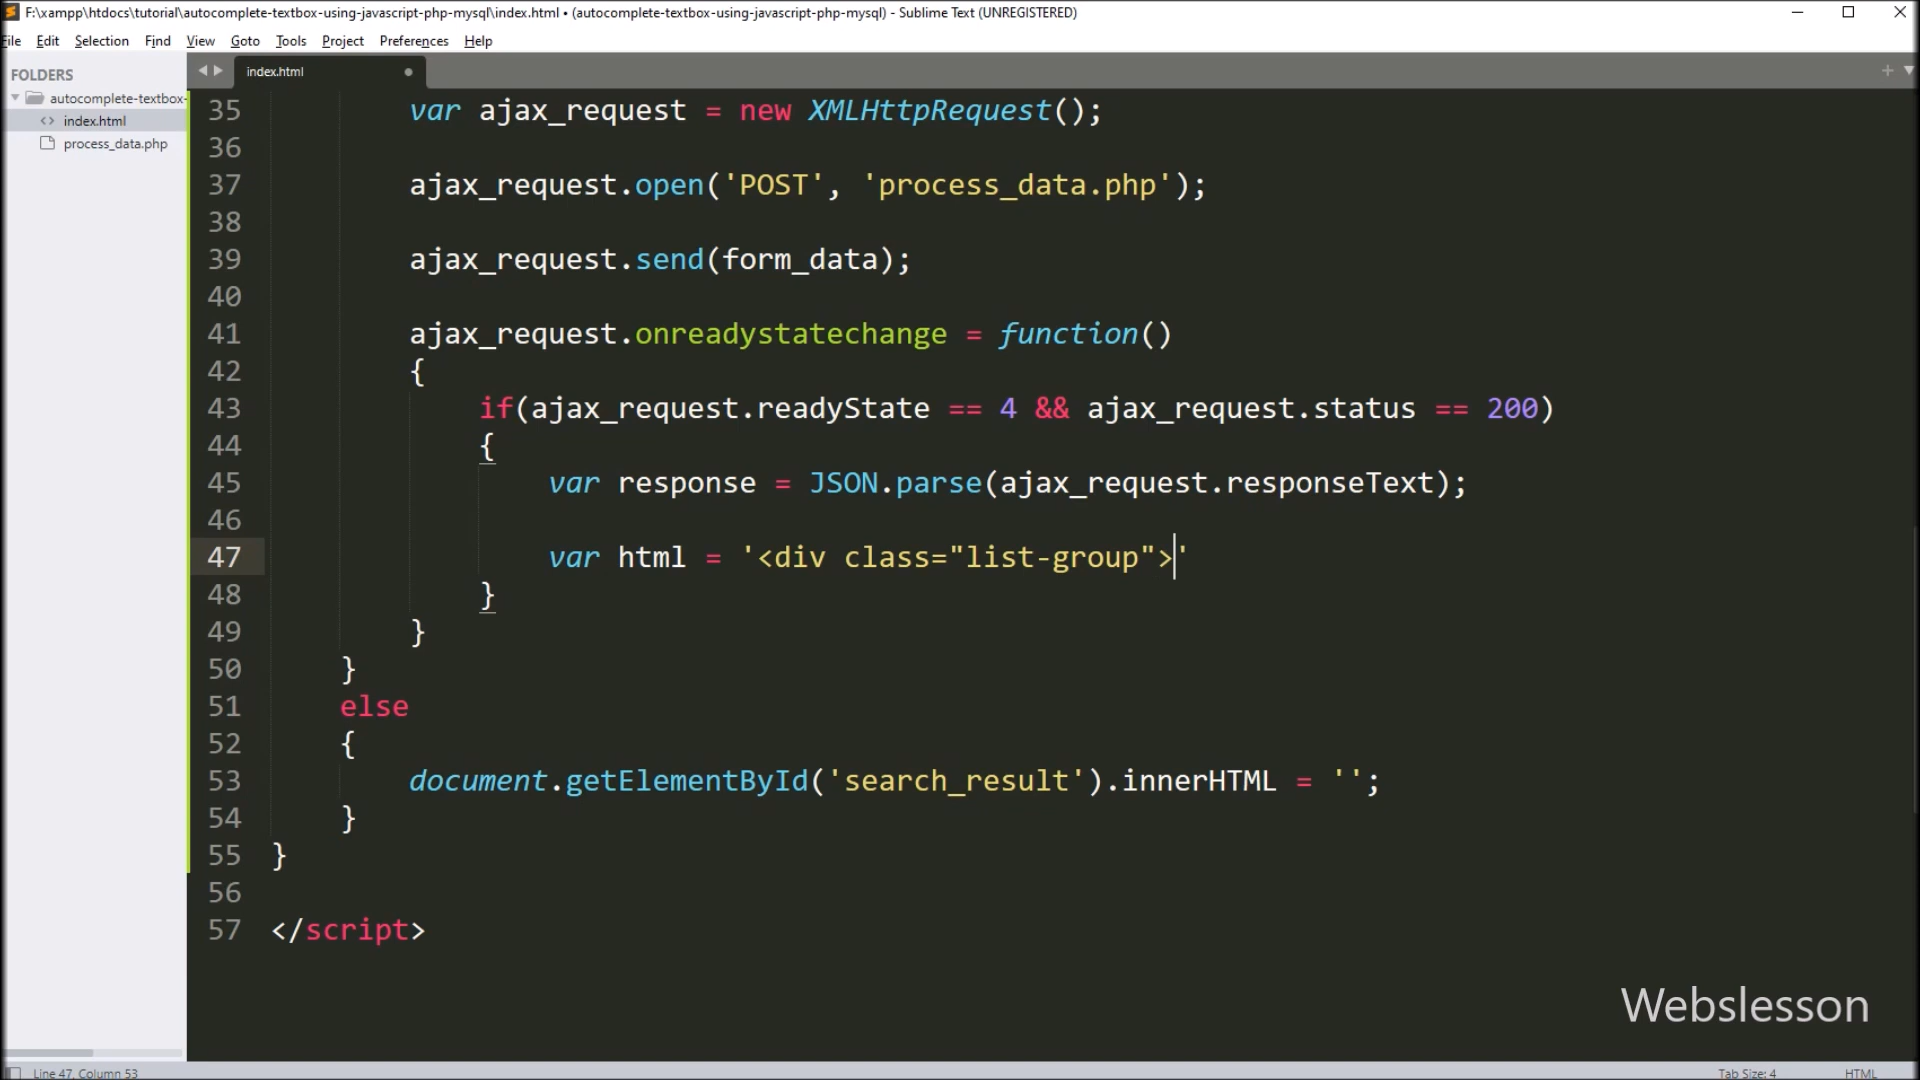 F:\xampp\htdocs\tutorial\autocomplete-textbox-using-javascript-php-mysql\index.html • (autocomplete-textbox-using-javascript-php-mysql) - Sublime Text (UNREGISTERED)
File Edit Selection Find View Goto Tools Project Preferences Help
FOLDERS
autocomplete-textbox-
index.html
process_data.php
index.html
35 var ajax_request = new XMLHttpRequest();
36
37 ajax_request.open('POST', 'process_data.php');
38
39 ajax_request.send(form_data);
40
41 ajax_request.onreadystatechange = function()
42 {
43 if(ajax_request.readyState == 4 && ajax_request.status == 200)
44 {
45 var response = JSON.parse(ajax_request.responseText);
46
47 var html = '<div class="list-group">'
48 }
49 }
50 }
51 else
52 {
53 document.getElementById('search_result').innerHTML = '';
54 }
55 }
56
57 </script>
Webslesson
Line 47, Column 53
Tab Size: 4
HTML